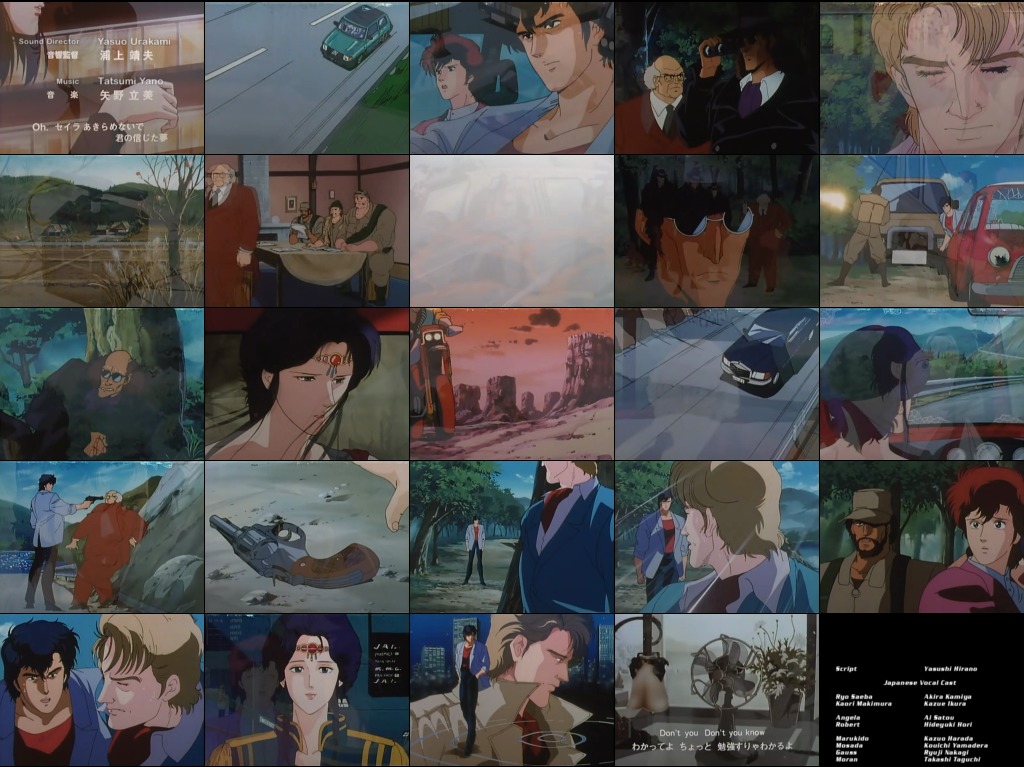 Sound Director Yasuo Urakami
音響監督 浦上靖夫
Music Tatsumi Yano
音楽 矢野立美
Oh, セイラ あきらめないで
君の信じた夢
JAL
JAL
Don't you Don't you know
わかってよ ちょっと 勉強すりゃわかるよ
Script Yasushi Hirano
Japanese Vocal Cast
Ryo Saeba Akira Kamiya
Kaori Makimura Kazue Ikura
Angela Ai Satou
Robert Hideyuki Hori
Marukido Kazuo Harada
Mosada Kouichi Yamadera
Gauss Ryuji Nakagi
Moran Takashi Taguchi